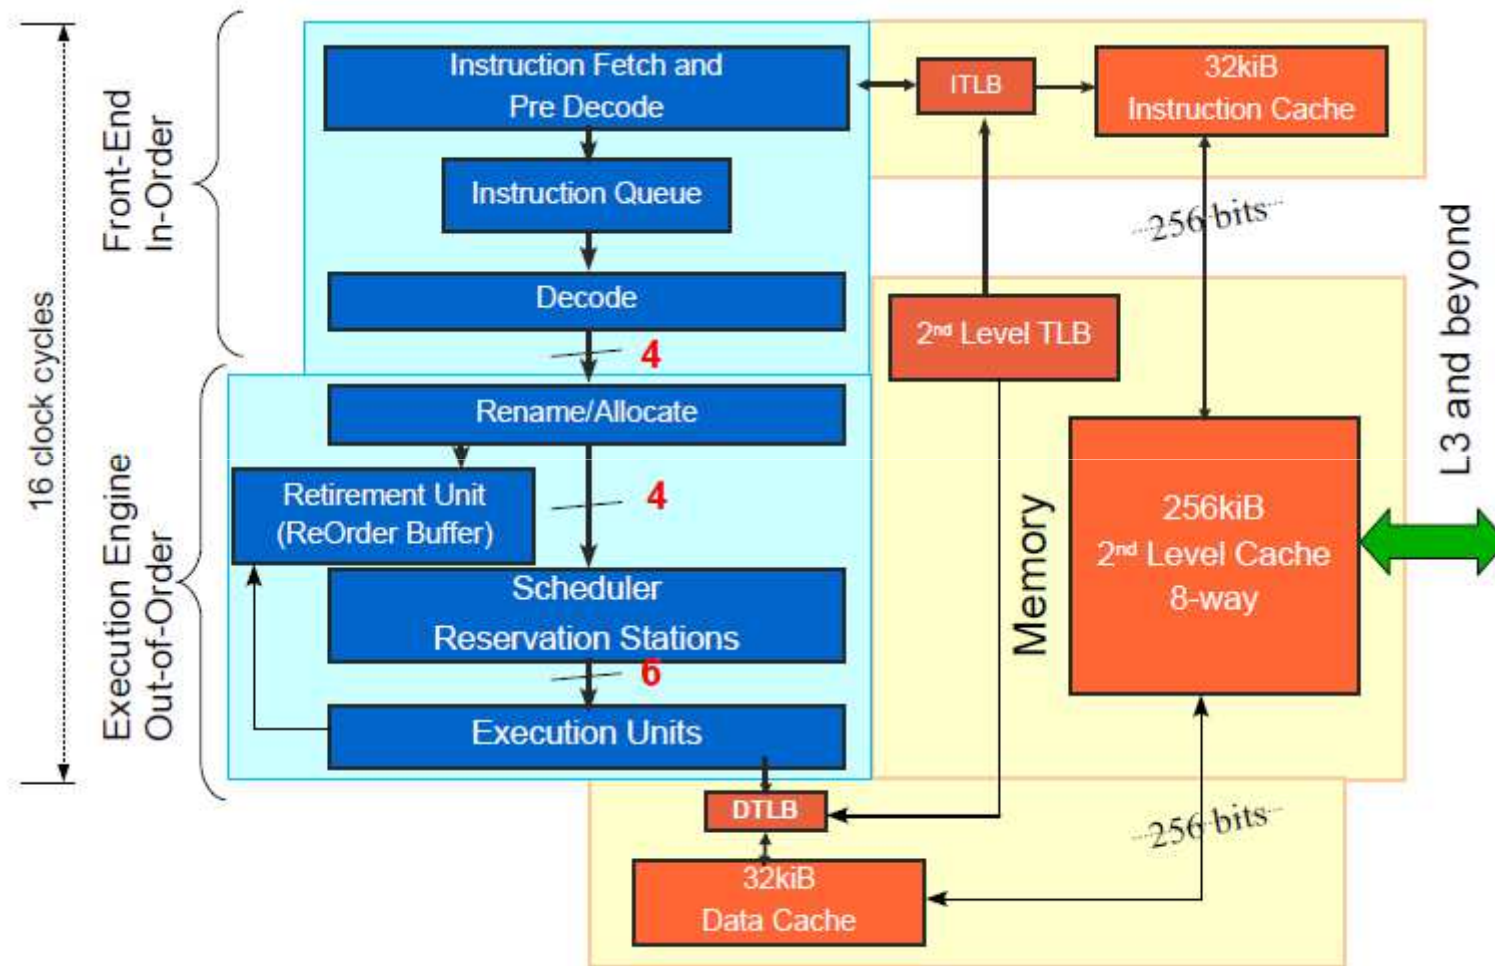 16 clock cycles
Front-End
In-Order
Execution Engine
Out-of-Order
Instruction Fetch and
Pre Decode
Instruction Queue
Decode
4
Rename/Allocate
Retirement Unit
(ReOrder Buffer)
4
Scheduler
Reservation Stations
6
Execution Units
ITLB
32kiB
Instruction Cache
256 bits
2nd Level TLB
Memory
256kiB
2nd Level Cache
8-way
L3 and beyond
DTLB
32kiB
Data Cache
256 bits